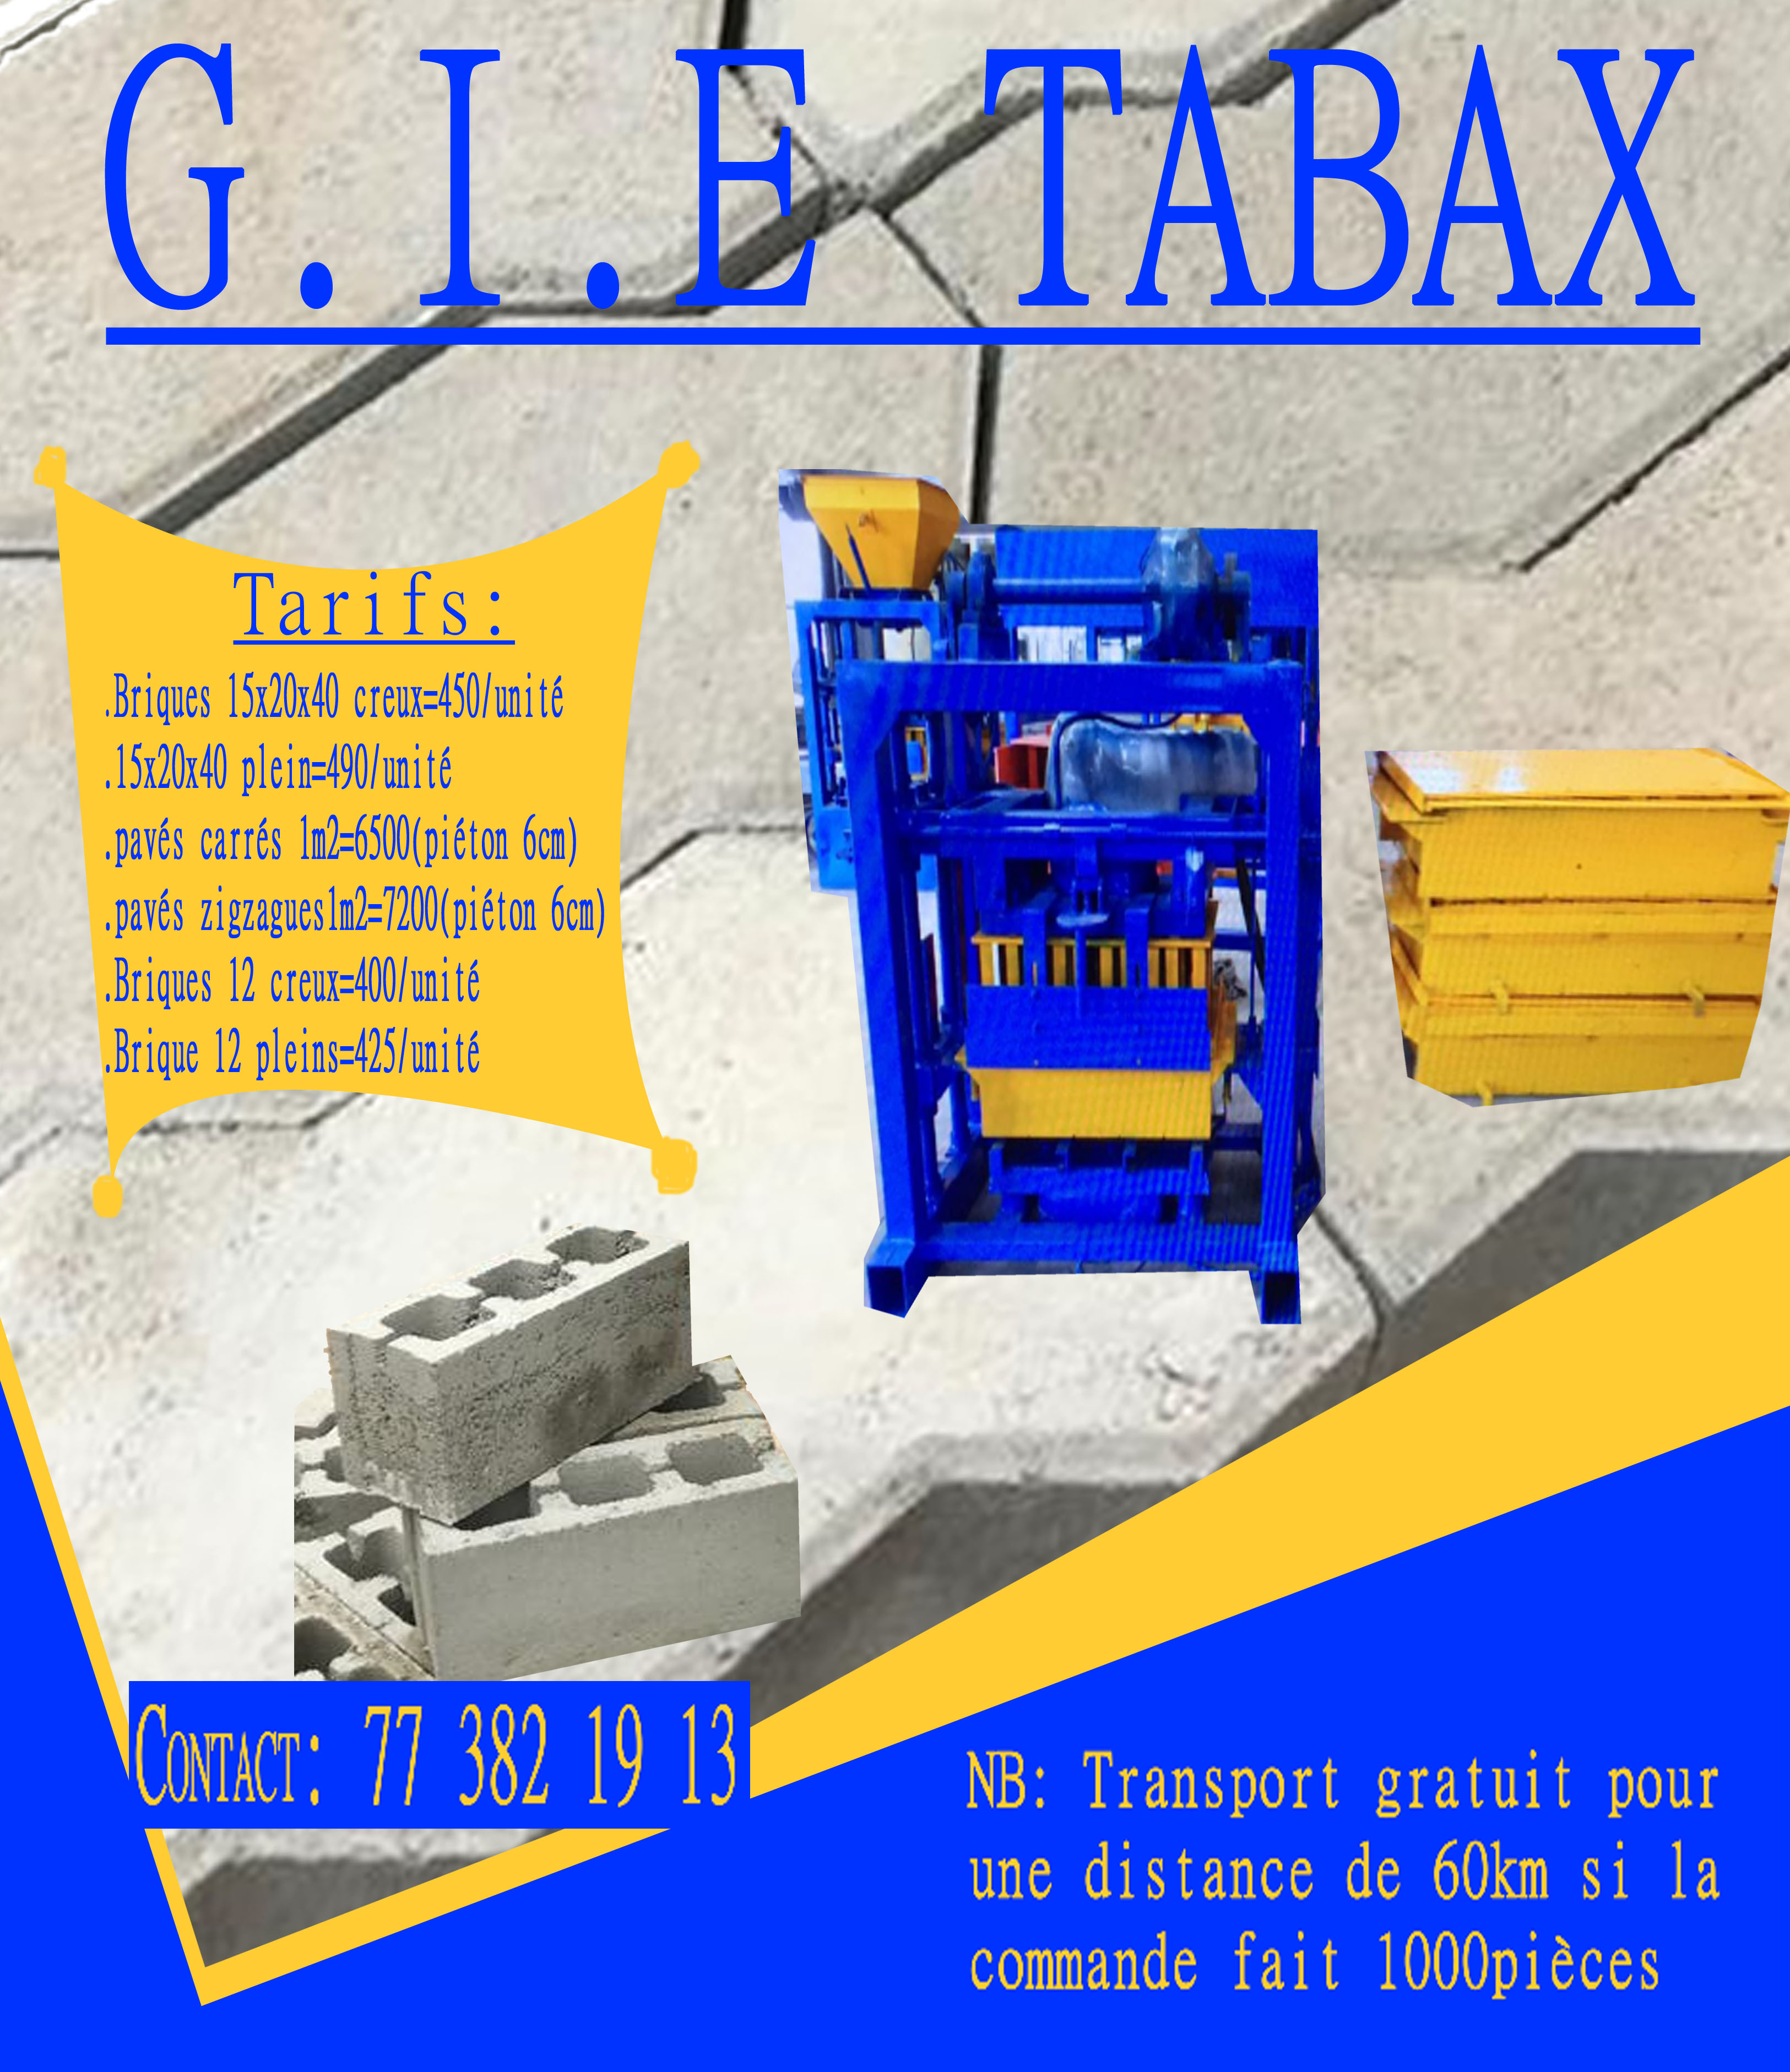 G.I.E TABAX
Tarifs:
.Briques 15x20x40 creux=450/unité
.15x20x40 plein=490/unité
.pavés carrés 1m2=6500(piéton 6cm)
.pavés zigzagues1m2=7200(piéton 6cm)
.Briques 12 creux=400/unité
.Brique 12 pleins=425/unité
CONTACT: 77 382 19 13
NB: Transport gratuit pour
une distance de 60km si la
commande fait 1000pièces